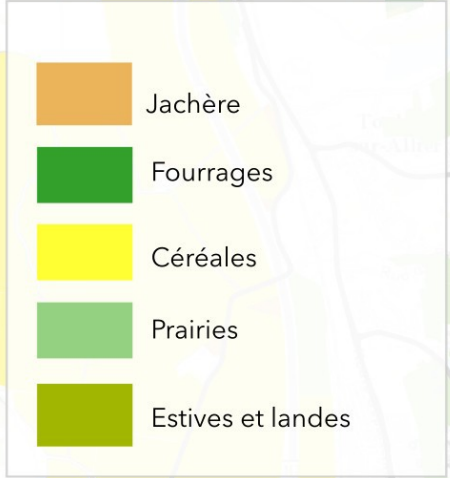 Jachère
Fourrages
Céréales
Prairies
Estives et landes